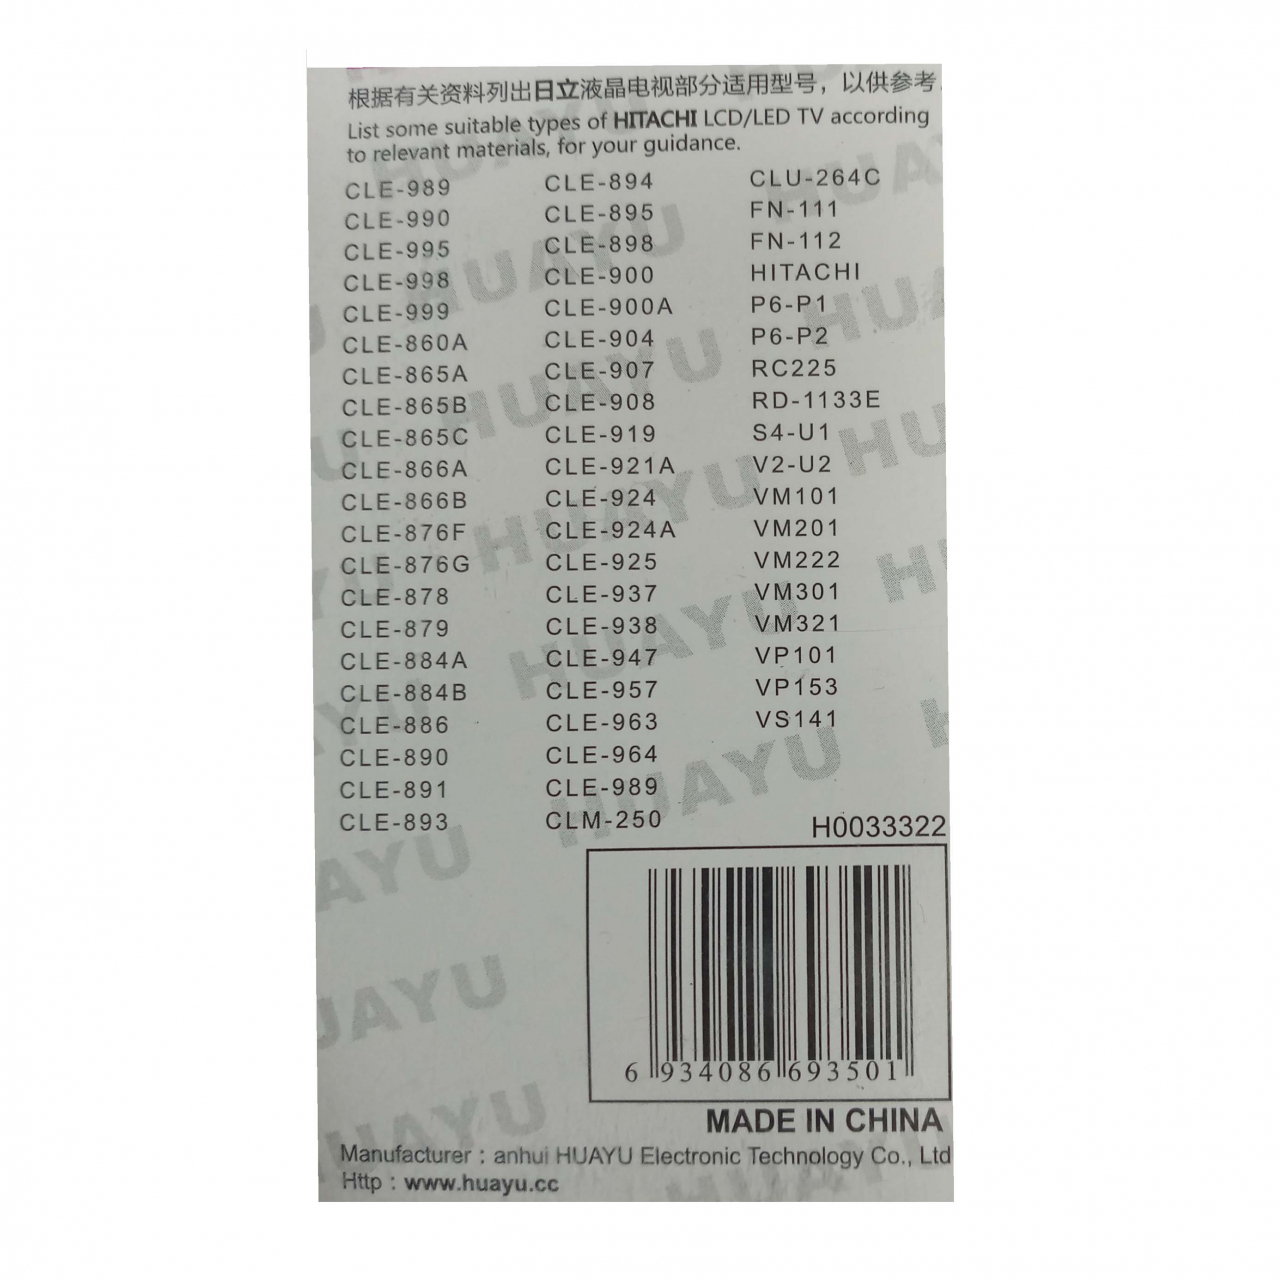 根据有关资料列出日立液晶电视部分适用型号，以供参考.
List some suitable types of HITACHI LCD/LED TV according
to relevant materials, for your guidance.
CLE-989
CLE-990
CLE-995
CLE-998
CLE-999
CLE-860A
CLE-865A
CLE-865B
CLE-865C
CLE-866A
CLE-866B
CLE-876F
CLE-876G
CLE-878
CLE-879
CLE-884A
CLE-884B
CLE-886
CLE-890
CLE-891
CLE-893
CLE-894
CLE-895
CLE-898
CLE-900
CLE-900A
CLE-904
CLE-907
CLE-908
CLE-919
CLE-921A
CLE-924
CLE-924A
CLE-925
CLE-937
CLE-938
CLE-947
CLE-957
CLE-963
CLE-964
CLE-989
CLM-250
CLU-264C
FN-111
FN-112
HITACHI
P6-P1
P6-P2
RC225
RD-1133E
S4-U1
V2-U2
VM101
VM201
VM222
VM301
VM321
VP101
VP153
VS141
H0033322
6 934086 693501
MADE IN CHINA
Manufacturer : anhui HUAYU Electronic Technology Co., Ltd
Http : www.huayu.cc